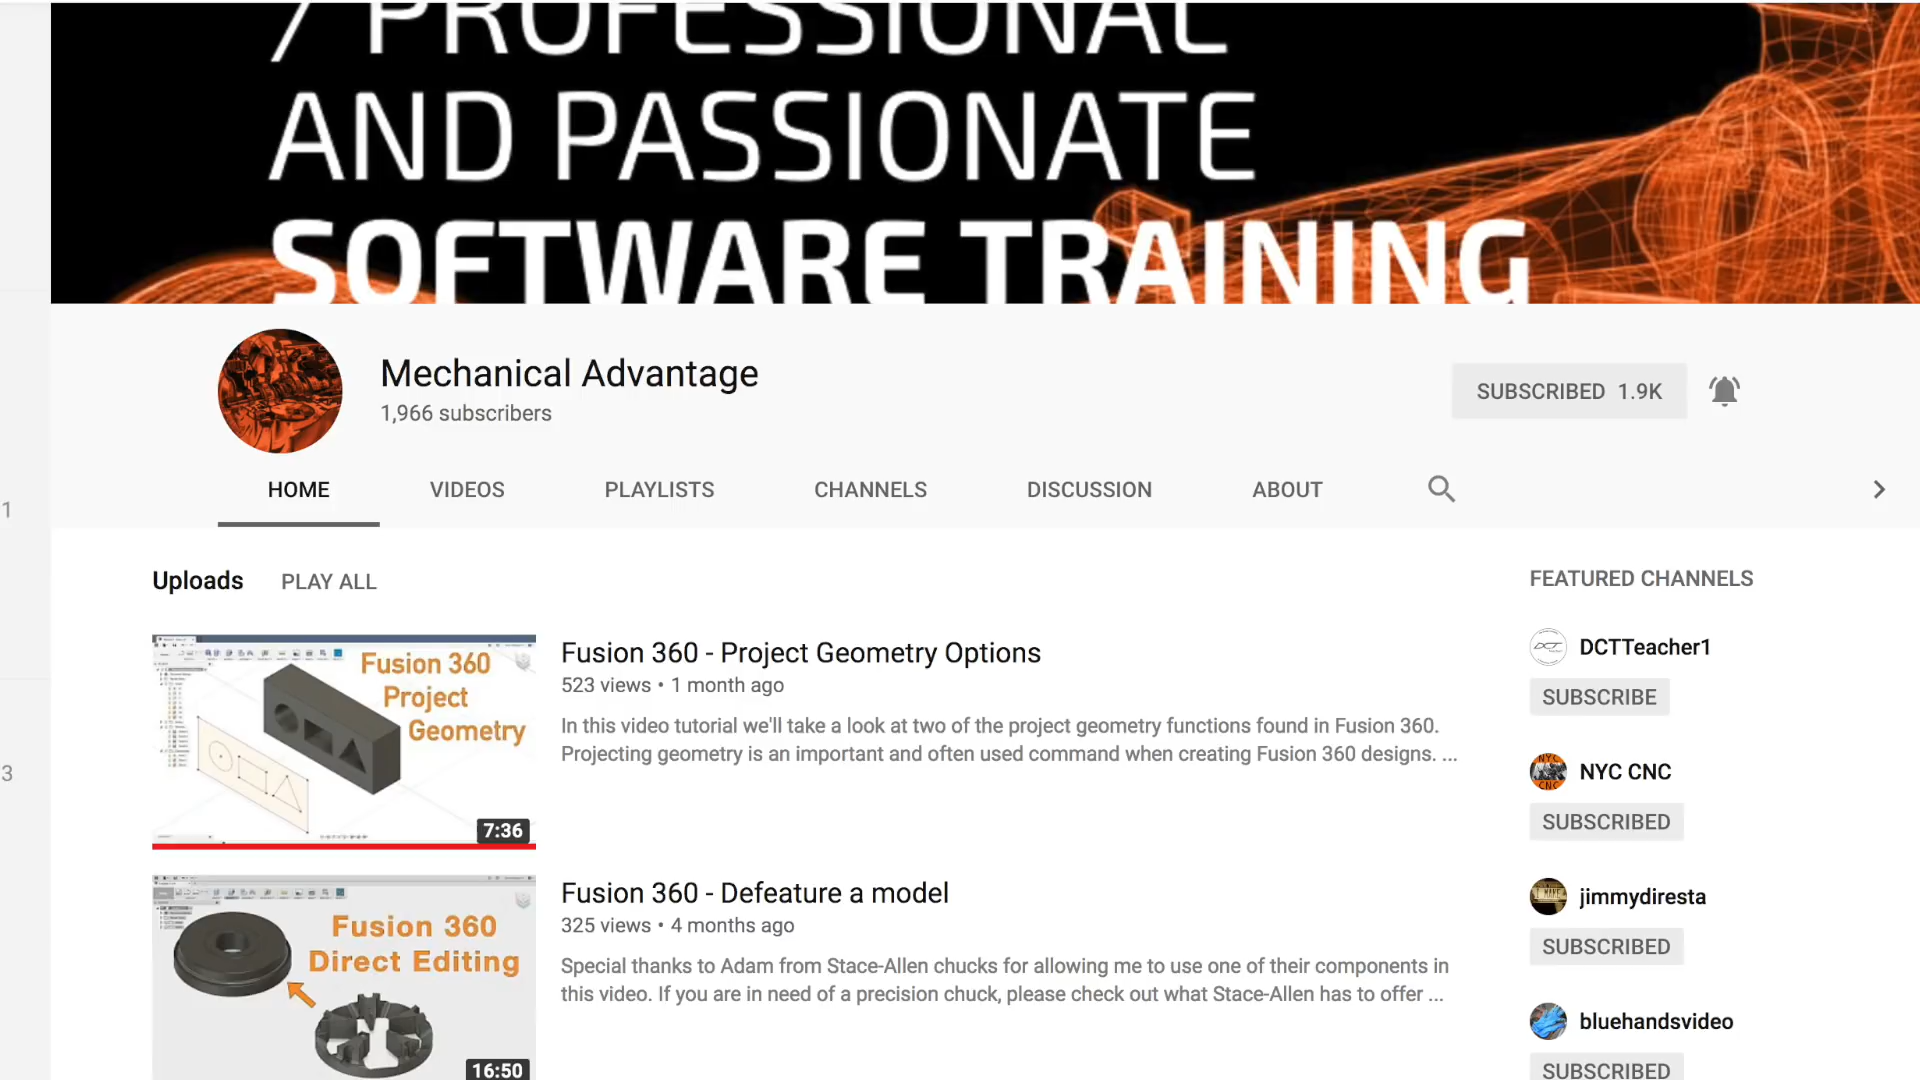 / PROFESSIONAL
AND PASSIONATE
SOFTWARE TRAINING
Mechanical Advantage
1,966 subscribers
SUBSCRIBED 1.9K
HOME VIDEOS PLAYLISTS CHANNELS DISCUSSION ABOUT
1
3
Uploads PLAY ALL
Fusion 360
Project
Geometry
7:36
Fusion 360 - Project Geometry Options
523 views • 1 month ago
In this video tutorial we'll take a look at two of the project geometry functions found in Fusion 360.
Projecting geometry is an important and often used command when creating Fusion 360 designs. ...
Fusion 360
Direct Editing
16:50
Fusion 360 - Defeature a model
325 views • 4 months ago
Special thanks to Adam from Stace-Allen chucks for allowing me to use one of their components in
this video. If you are in need of a precision chuck, please check out what Stace-Allen has to offer ...
FEATURED CHANNELS
DCT
DCTTeacher1
SUBSCRIBE
NYC
CNC
NYC CNC
SUBSCRIBED
jimmydiresta
SUBSCRIBED
bluehandsvideo
SUBSCRIBED